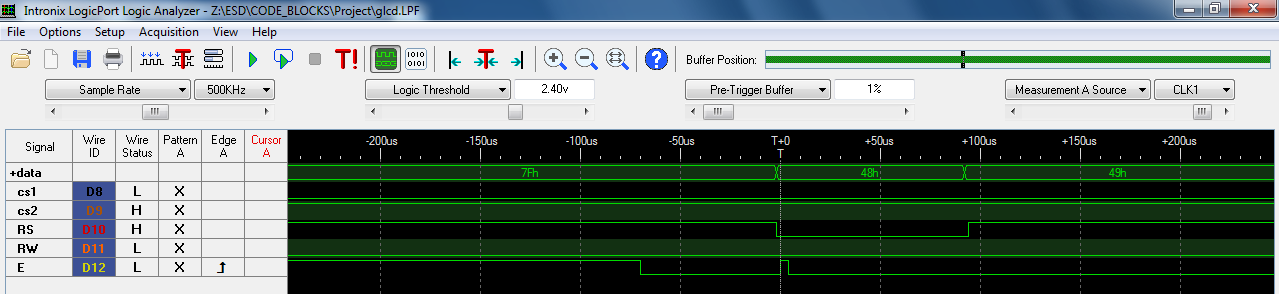 Intronix LogicPort Logic Analyzer - Z:\ESD\CODE_BLOCKS\Project\glcd.LPF
File Options Setup Acquisition View Help
T! 1010 0101 ? Buffer Position:
Sample Rate 500KHz Logic Threshold 2.40v Pre-Trigger Buffer 1% Measurement A Source CLK1
Signal Wire ID Wire Status Pattern A Edge A Cursor A -200us -150us -100us -50us T+0 +50us +100us +150us +200us
T
+data 7Fh 48h 49h
cs1 D8 L X
cs2 D9 H X
RS D10 H X
RW D11 L X
E D12 L X